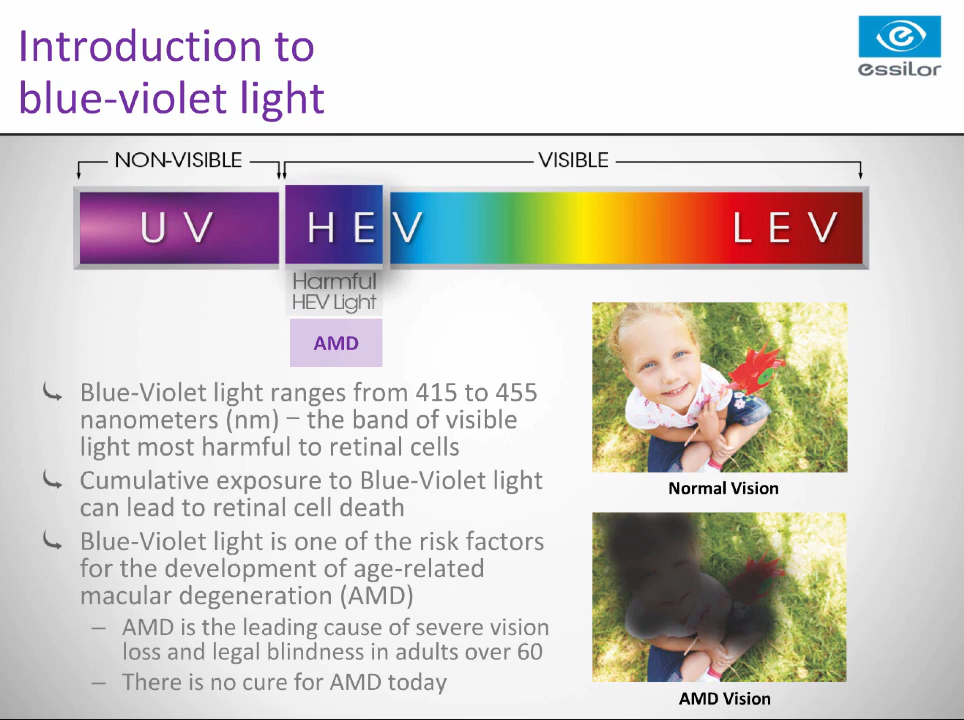 Introduction to
blue-violet light
essilor
NON-VISIBLE
VISIBLE
UV
HEV
LEV
Harmful
HEV Light
AMD
Blue-Violet light ranges from 415 to 455
nanometers (nm) – the band of visible
light most harmful to retinal cells
Cumulative exposure to Blue-Violet light
can lead to retinal cell death
Blue-Violet light is one of the risk factors
for the development of age-related
macular degeneration (AMD)
– AMD is the leading cause of severe vision
loss and legal blindness in adults over 60
– There is no cure for AMD today
Normal Vision
AMD Vision